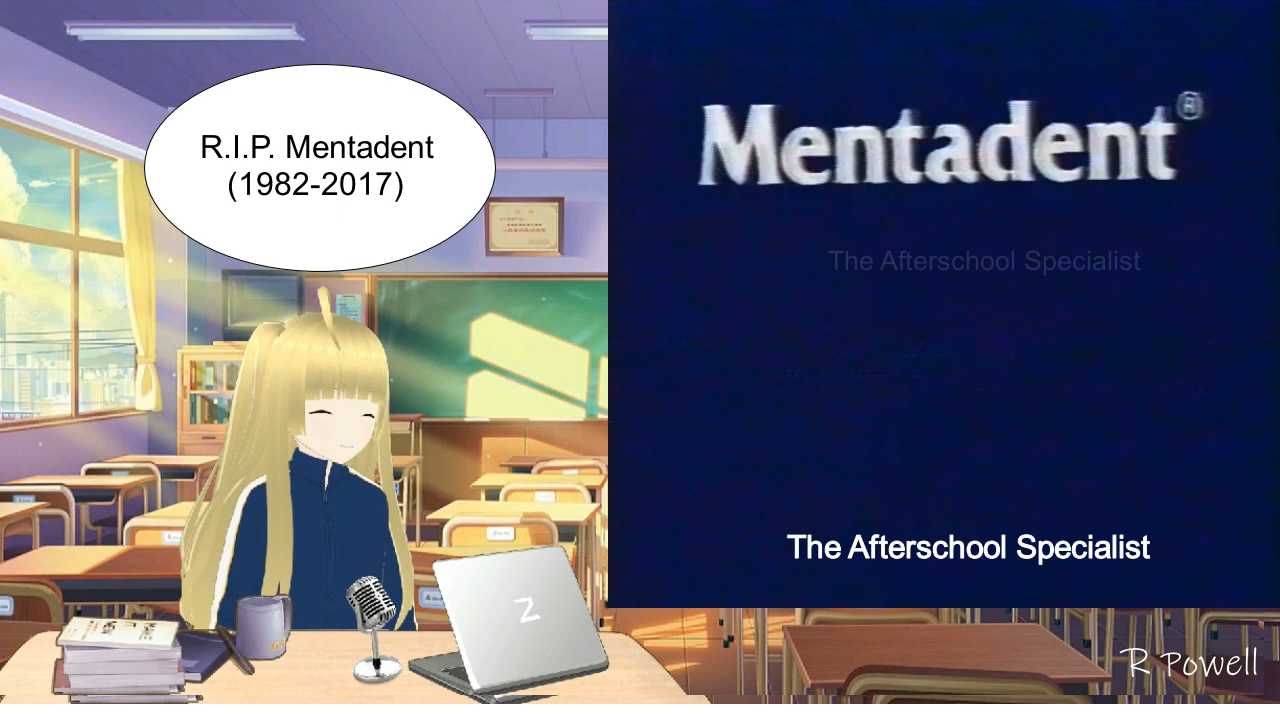 R.I.P. Mentadent
(1982-2017)
Mentadent®
The Afterschool Specialist
The Afterschool Specialist
Z
R Powell